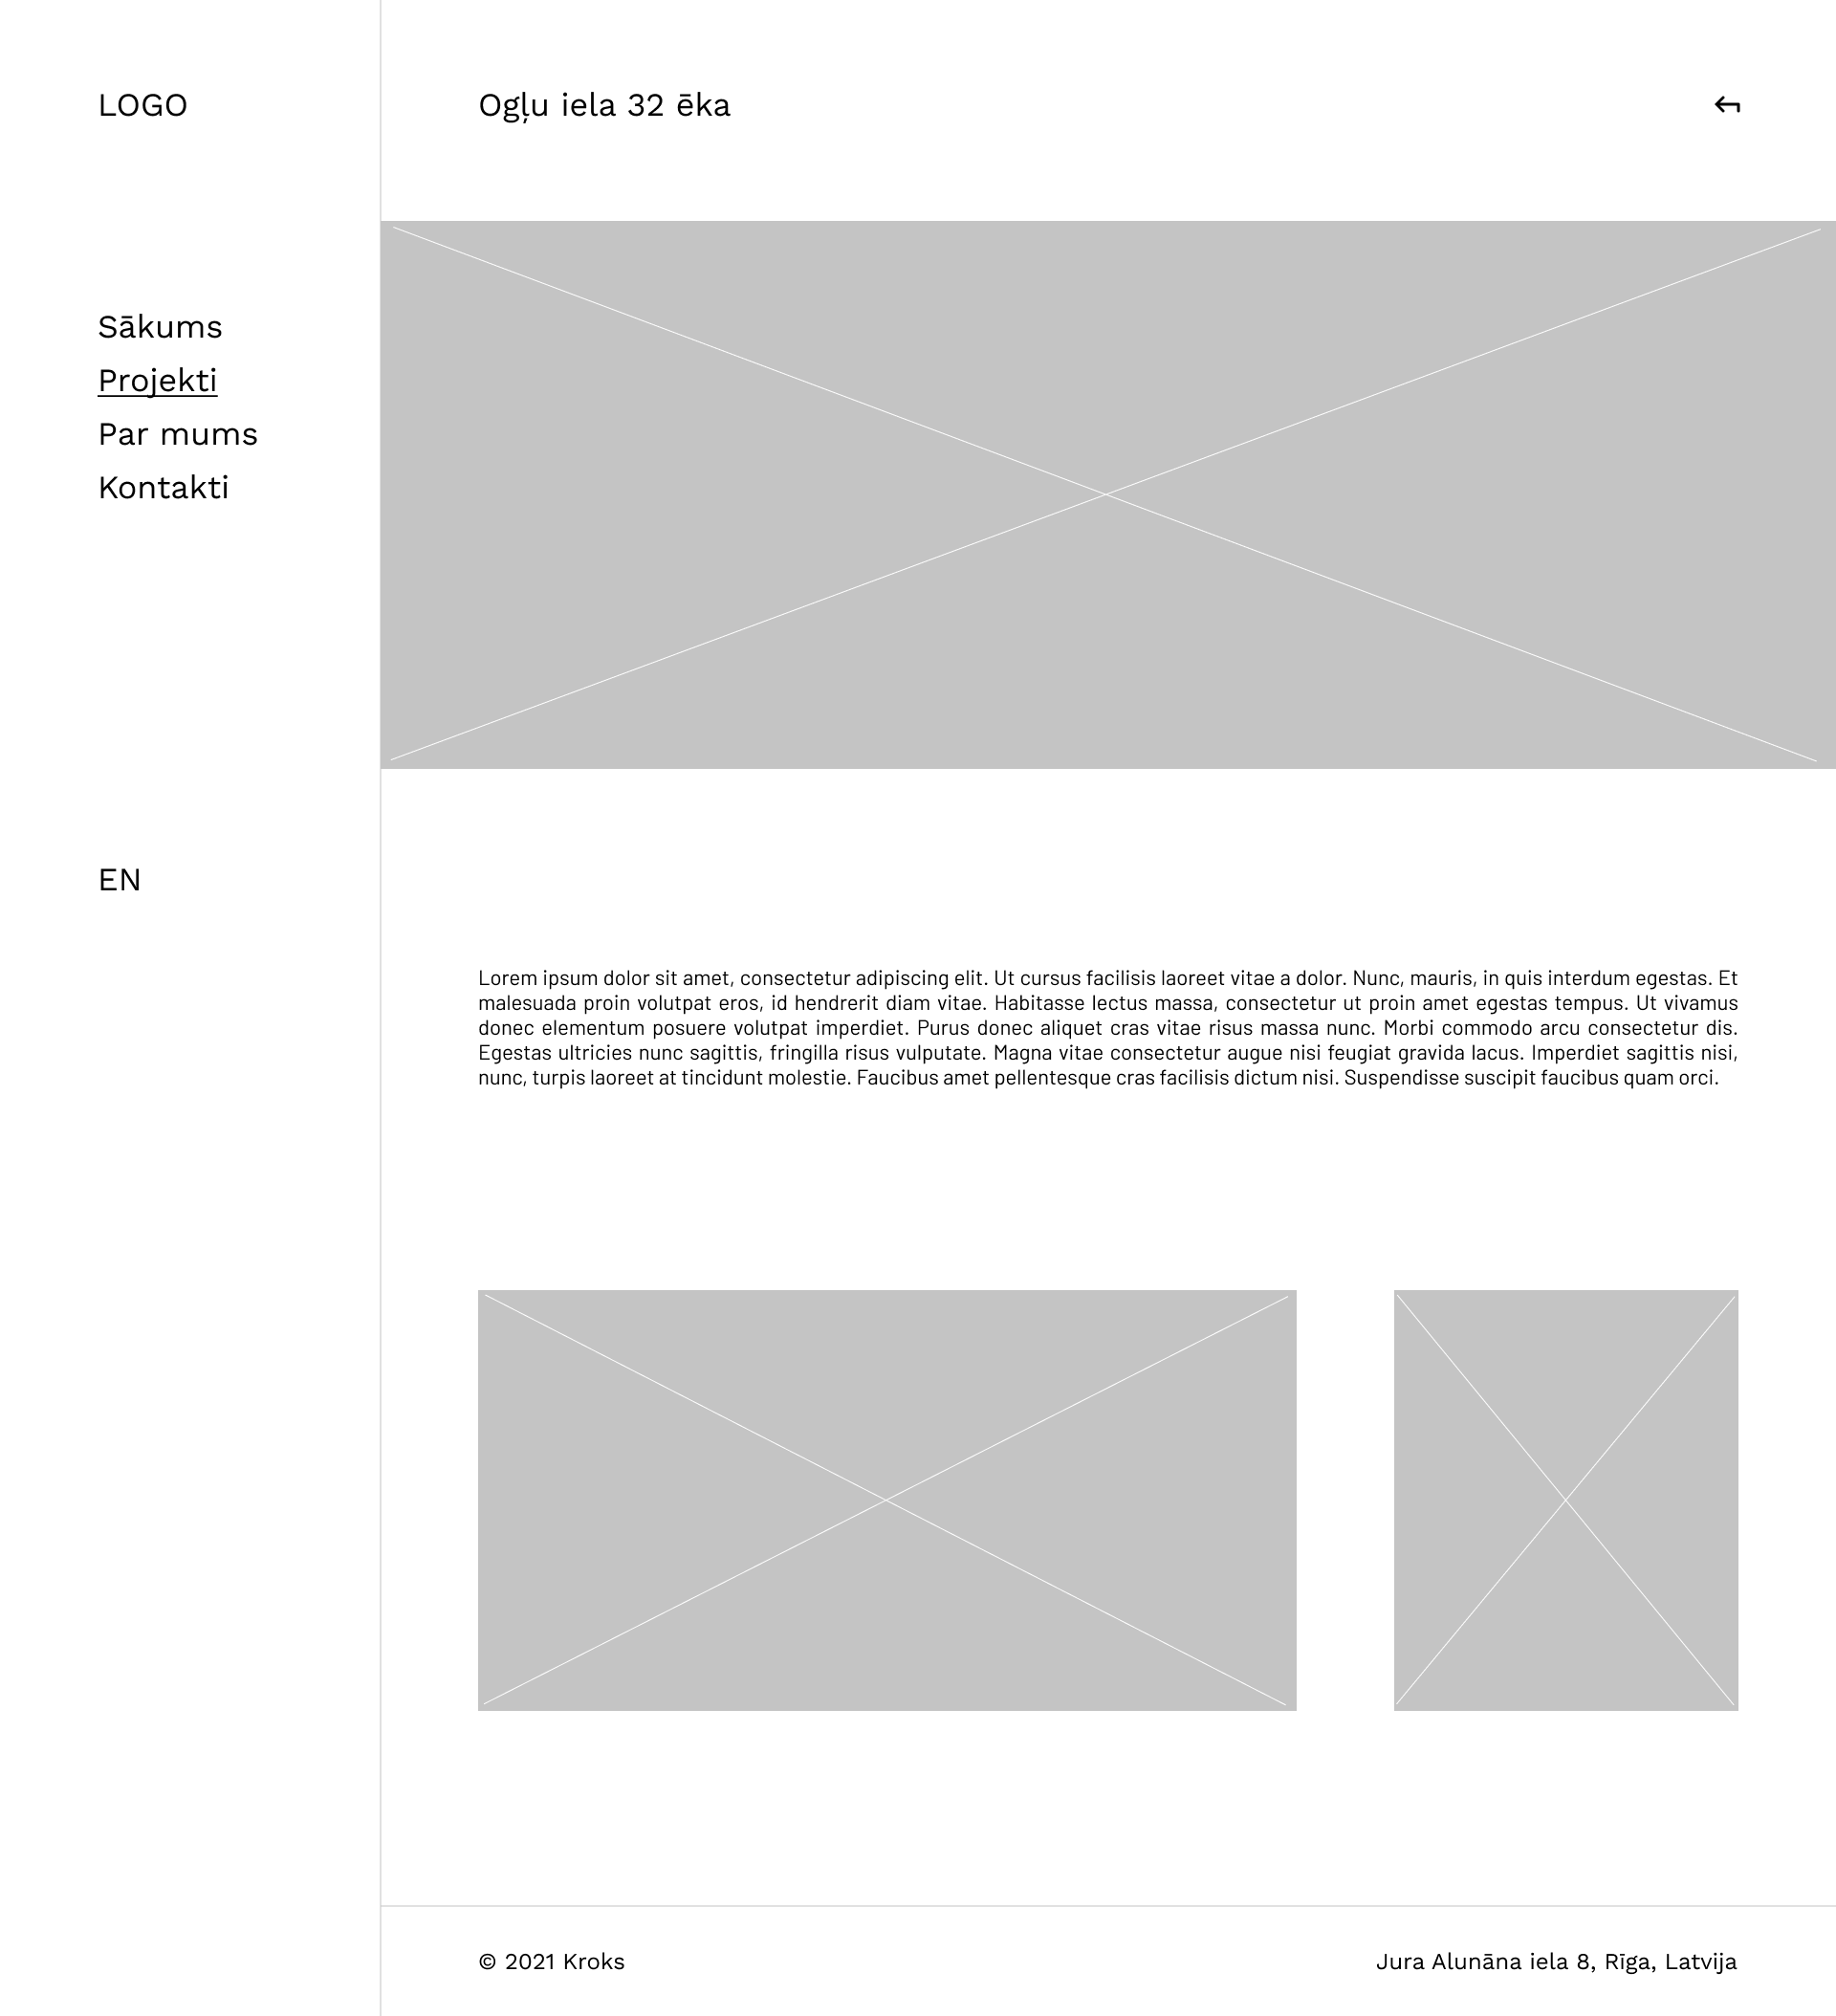 LOGO
Sākums
Projekti
Par mums
Kontakti
EN
Ogļu iela 32 ēka
Lorem ipsum dolor sit amet, consectetur adipiscing elit. Ut cursus facilisis laoreet vitae a dolor. Nunc, mauris, in quis interdum egestas. Et
malesuada proin volutpat eros, id hendrerit diam vitae. Habitasse lectus massa, consectetur ut proin amet egestas tempus. Ut vivamus
donec elementum posuere volutpat imperdiet. Purus donec aliquet cras vitae risus massa nunc. Morbi commodo arcu consectetur dis.
Egestas ultricies nunc sagittis, fringilla risus vulputate. Magna vitae consectetur augue nisi feugiat gravida lacus. Imperdiet sagittis nisi,
nunc, turpis laoreet at tincidunt molestie. Faucibus amet pellentesque cras facilisis dictum nisi. Suspendisse suscipit faucibus quam orci.
© 2021 Kroks
Jura Alunāna iela 8, Rīga, Latvija